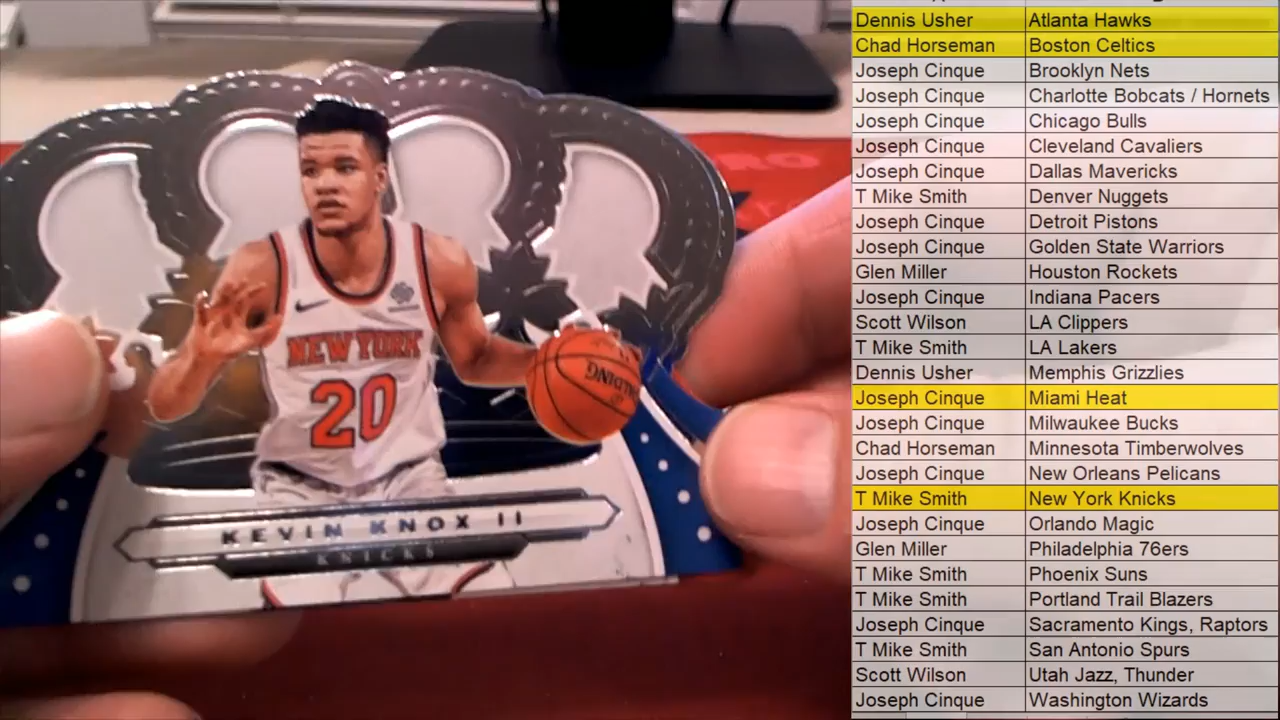 NEW YORK
20
SPALDING
KEVIN KNOX II
KNICKS
Dennis Usher Atlanta Hawks
Chad Horseman Boston Celtics
Joseph Cinque Brooklyn Nets
Joseph Cinque Charlotte Bobcats / Hornets
Joseph Cinque Chicago Bulls
Joseph Cinque Cleveland Cavaliers
Joseph Cinque Dallas Mavericks
T Mike Smith Denver Nuggets
Joseph Cinque Detroit Pistons
Joseph Cinque Golden State Warriors
Glen Miller Houston Rockets
Joseph Cinque Indiana Pacers
Scott Wilson LA Clippers
T Mike Smith LA Lakers
Dennis Usher Memphis Grizzlies
Joseph Cinque Miami Heat
Joseph Cinque Milwaukee Bucks
Chad Horseman Minnesota Timberwolves
Joseph Cinque New Orleans Pelicans
T Mike Smith New York Knicks
Joseph Cinque Orlando Magic
Glen Miller Philadelphia 76ers
T Mike Smith Phoenix Suns
T Mike Smith Portland Trail Blazers
Joseph Cinque Sacramento Kings, Raptors
T Mike Smith San Antonio Spurs
Scott Wilson Utah Jazz, Thunder
Joseph Cinque Washington Wizards